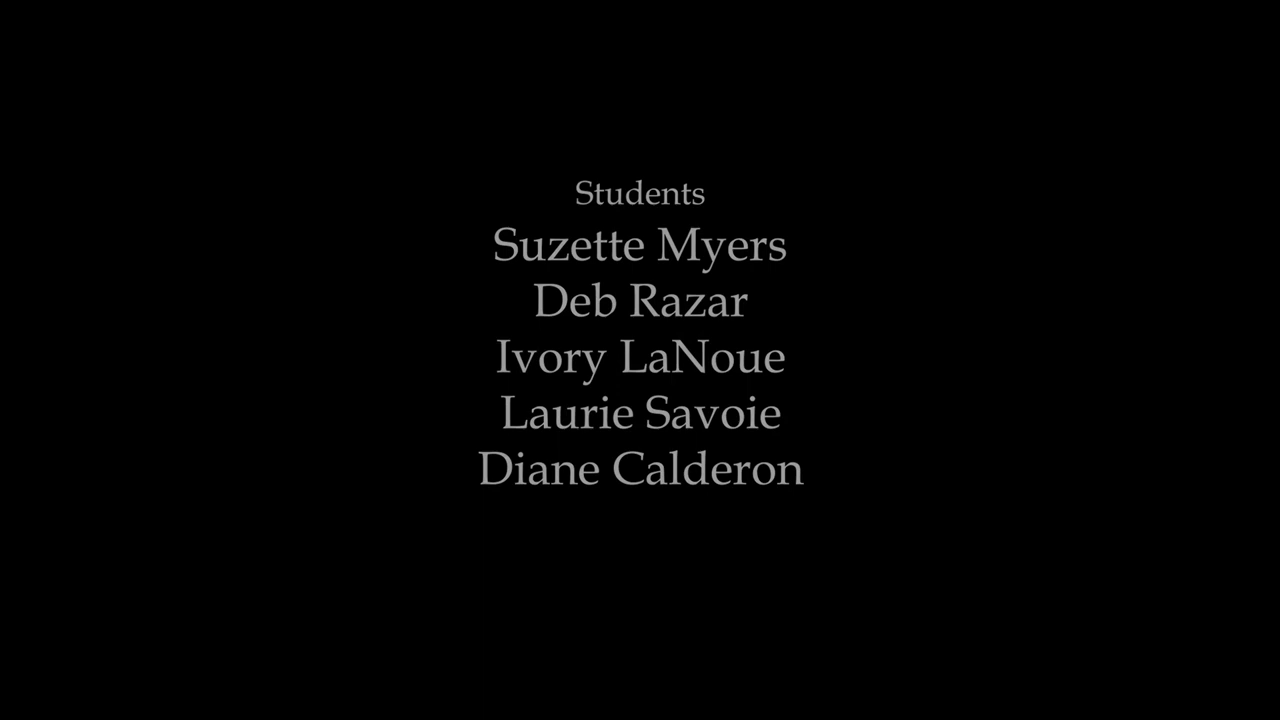 Students
Suzette Myers
Deb Razar
Ivory LaNoue
Laurie Savoie
Diane Calderon